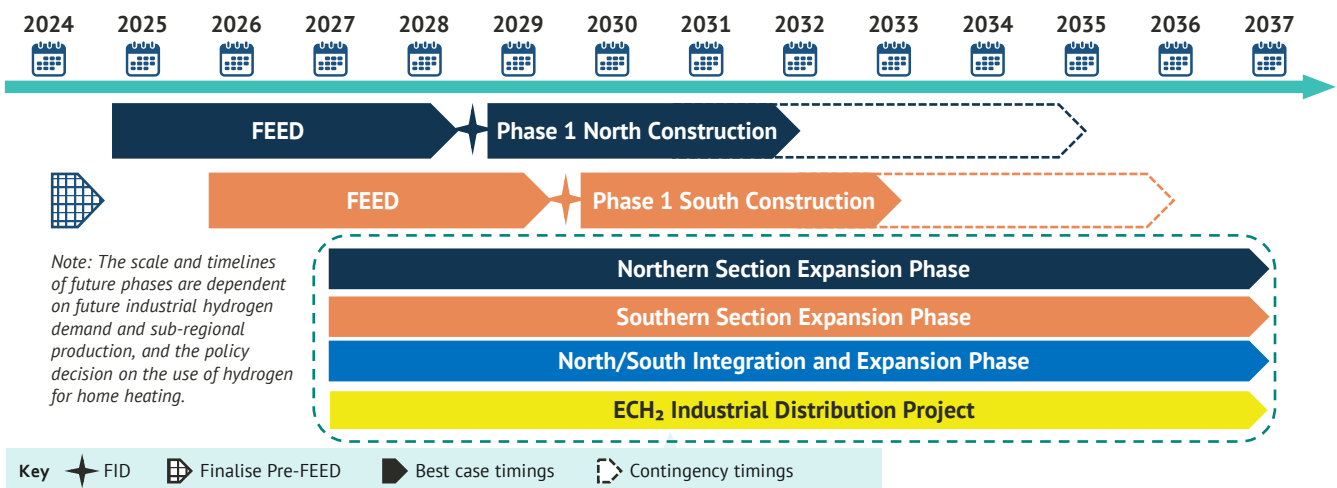 2024 2025 2026 2027 2028 2029 2030 2031 2032 2033 2034 2035 2036 2037
FEED
Phase 1 North Construction
FEED
Phase 1 South Construction
Note: The scale and timelines
of future phases are dependent
on future industrial hydrogen
demand and sub-regional
production, and the policy
decision on the use of hydrogen
for home heating.
Northern Section Expansion Phase
Southern Section Expansion Phase
North/South Integration and Expansion Phase
ECH₂ Industrial Distribution Project
Key FID Finalise Pre-FEED Best case timings Contingency timings